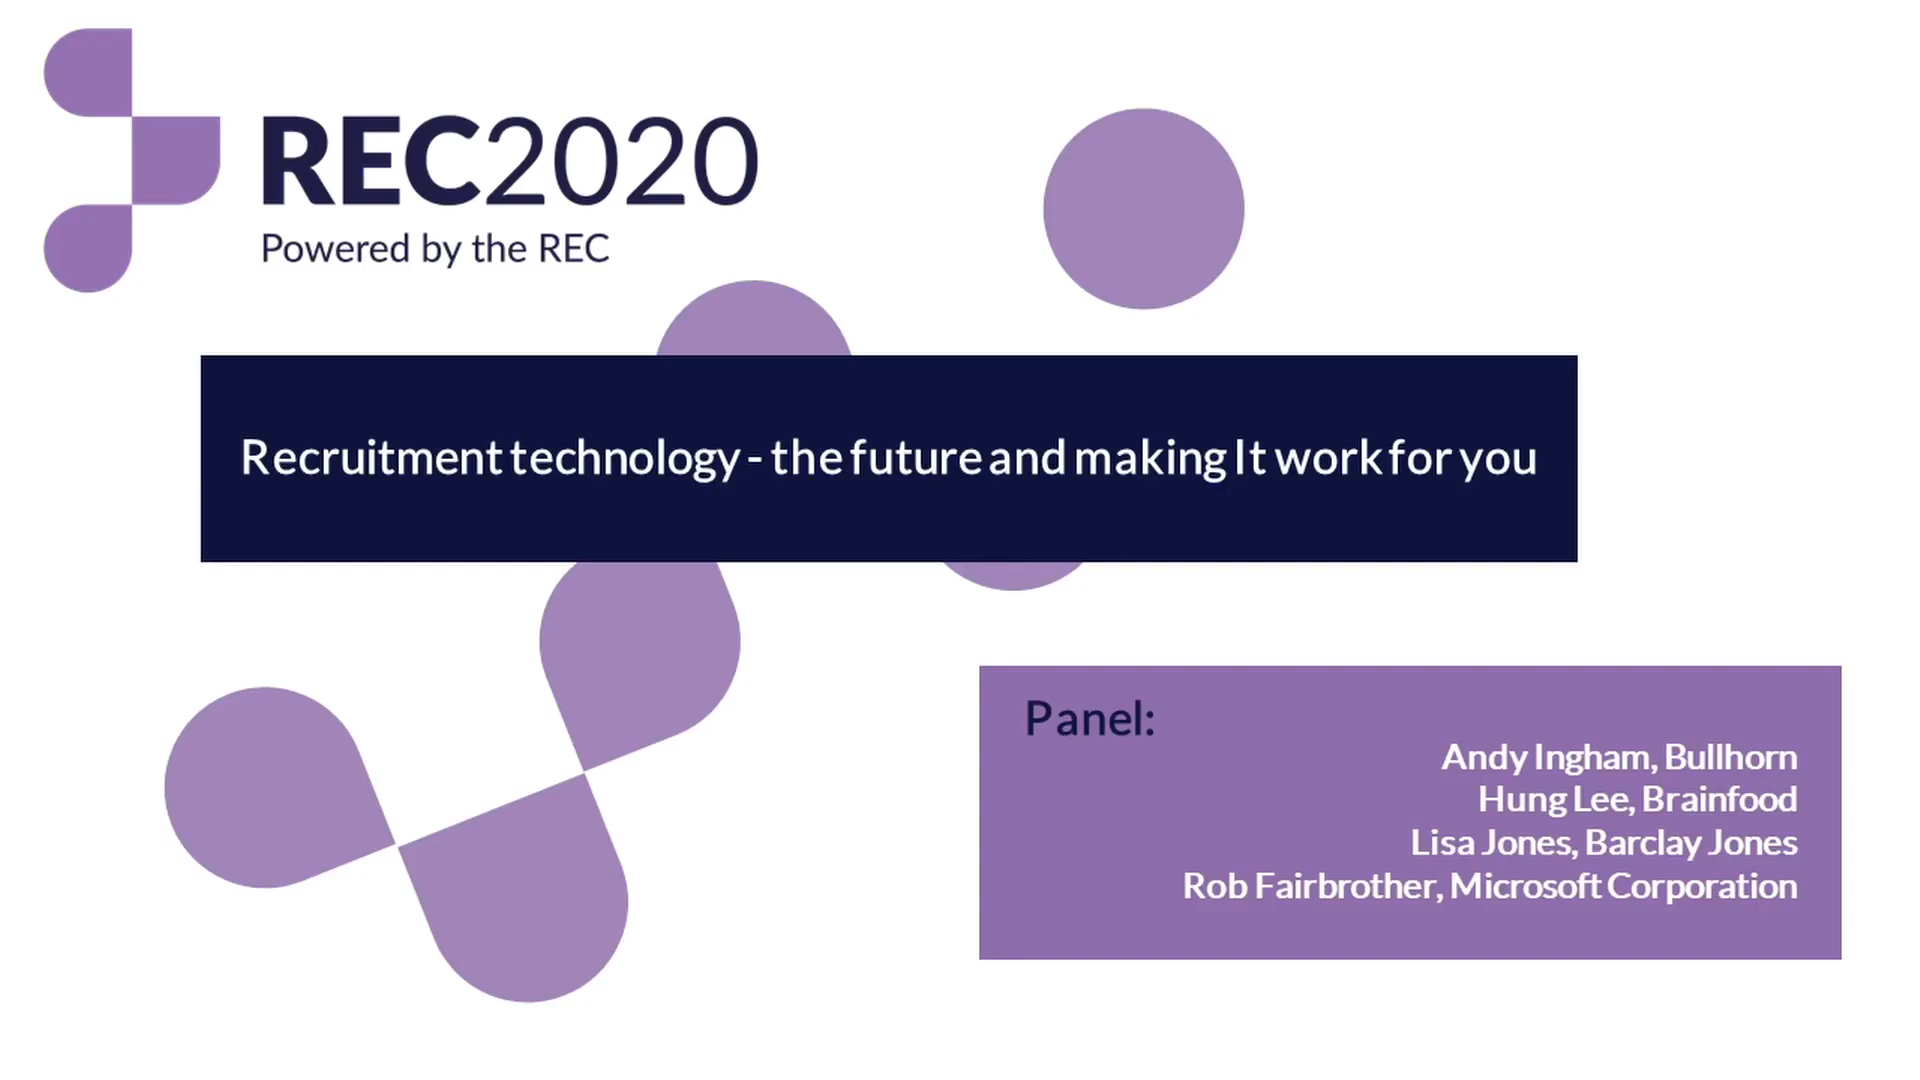 REC2020
Powered by the REC
Recruitment technology - the future and making It work for you
Panel:
Andy Ingham, Bullhorn
Hung Lee, Brainfood
Lisa Jones, Barclay Jones
Rob Fairbrother, Microsoft Corporation